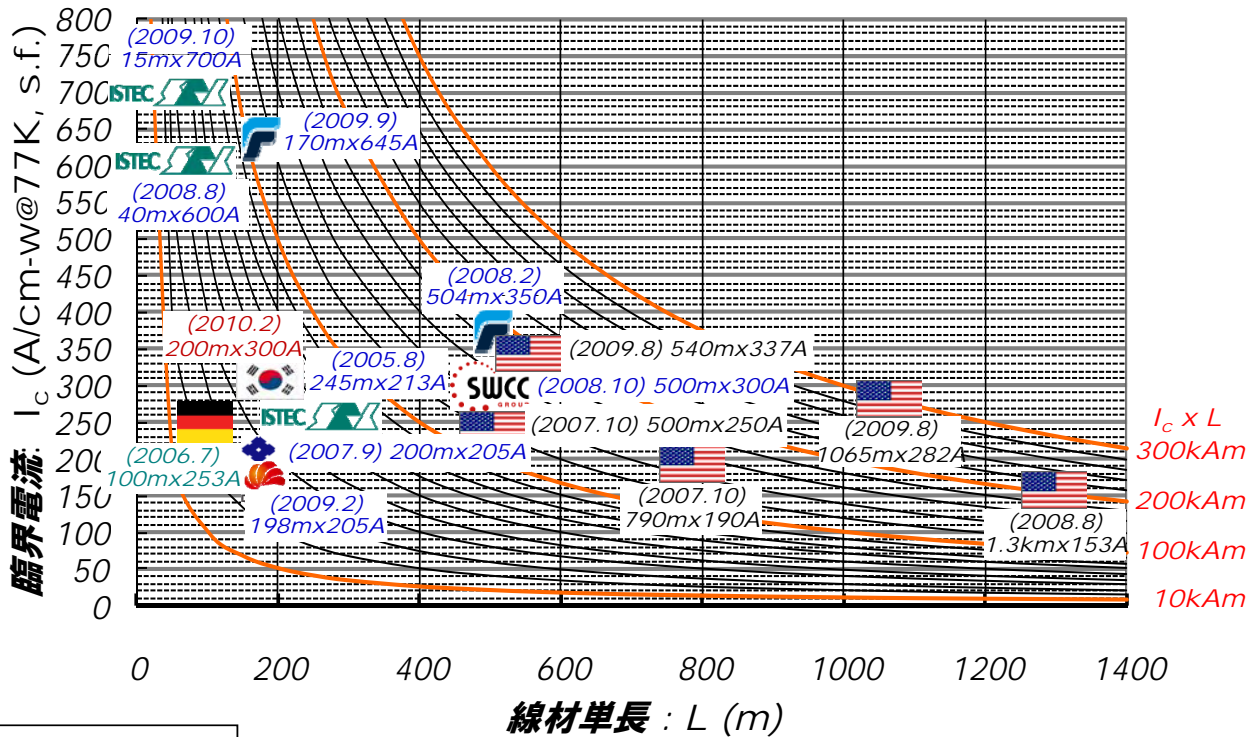 臨界電流. Ic (A/cm-w@77K, s.f.)
800
750
700
650
600
550
500
450
400
350
300
250
200
150
100
50
0
(2009.10)
15mx700A
ISTEC
(2009.9)
170mx645A
ISTEC
(2008.8)
40mx600A
(2008.2)
504mx350A
(2010.2)
200mx300A
(2005.8)
245mx213A
(2009.8) 540mx337A
SWCC
GROUP
(2008.10) 500mx300A
ISTEC
(2007.10) 500mx250A
(2009.8)
1065mx282A
(2006.7)
100mx253A
(2007.9) 200mx205A
(2009.2)
198mx205A
(2007.10)
790mx190A
(2008.8)
1.3kmx153A
Ic x L
300kAm
200kAm
100kAm
10kAm
0 200 400 600 800 1000 1200 1400
線材単長 : L (m)